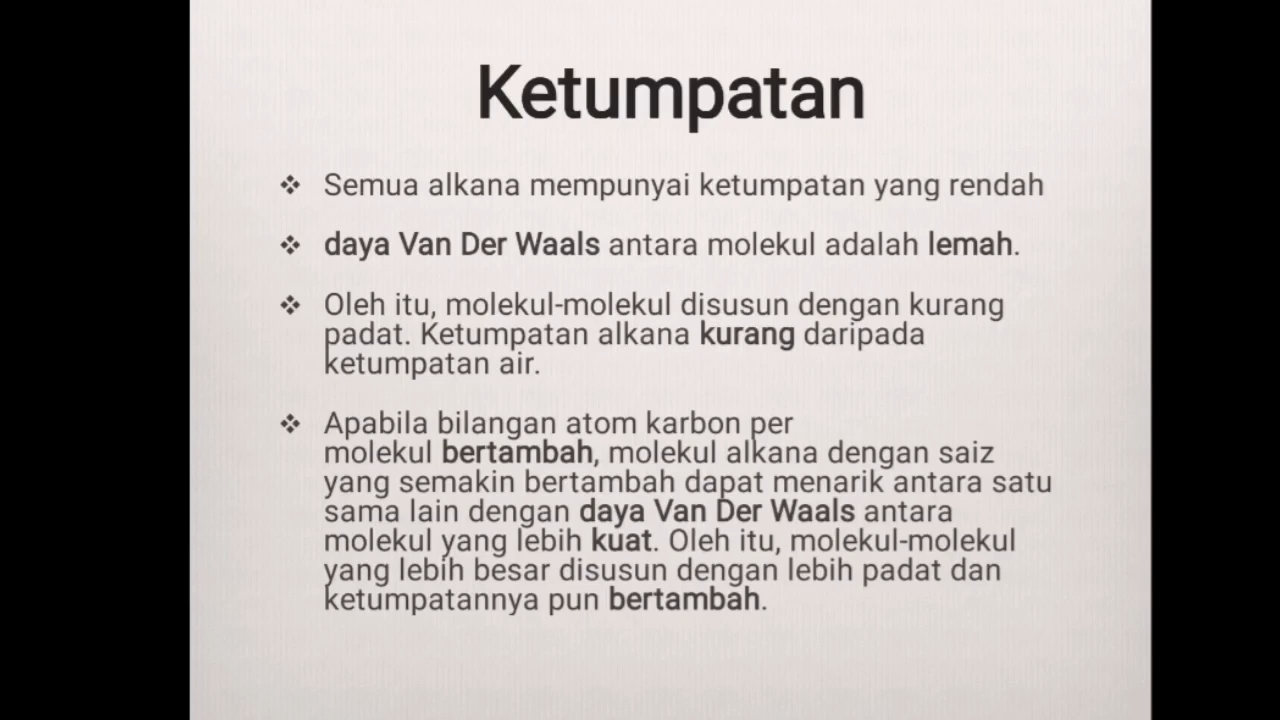 Ketumpatan
❖ Semua alkana mempunyai ketumpatan yang rendah
❖ daya Van Der Waals antara molekul adalah lemah.
❖ Oleh itu, molekul-molekul disusun dengan kurang
padat. Ketumpatan alkana kurang daripada
ketumpatan air.
❖ Apabila bilangan atom karbon per
molekul bertambah, molekul alkana dengan saiz
yang semakin bertambah dapat menarik antara satu
sama lain dengan daya Van Der Waals antara
molekul yang lebih kuat. Oleh itu, molekul-molekul
yang lebih besar disusun dengan lebih padat dan
ketumpatannya pun bertambah.